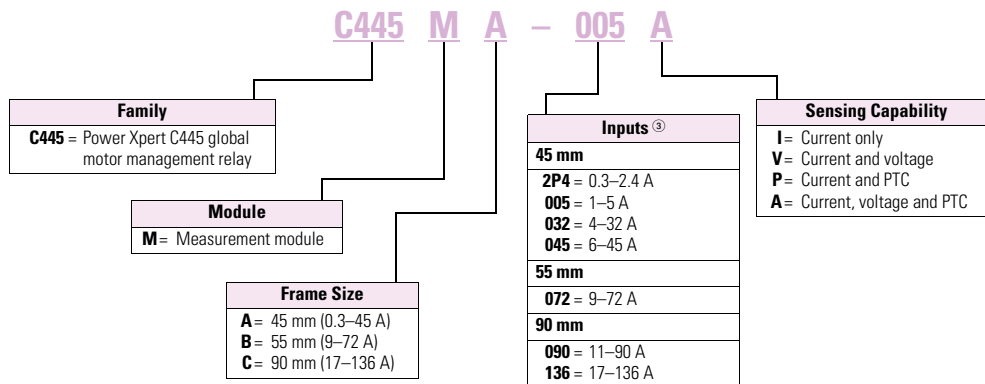 C445 M A – 005 A
Family
C445 = Power Xpert C445 global
motor management relay
Module
M = Measurement module
Frame Size
A = 45 mm (0.3–45 A)
B = 55 mm (9–72 A)
C = 90 mm (17–136 A)
Inputs ③
45 mm
2P4 = 0.3–2.4 A
005 = 1–5 A
032 = 4–32 A
045 = 6–45 A
55 mm
072 = 9–72 A
90 mm
090 = 11–90 A
136 = 17–136 A
Sensing Capability
I = Current only
V = Current and voltage
P = Current and PTC
A = Current, voltage and PTC